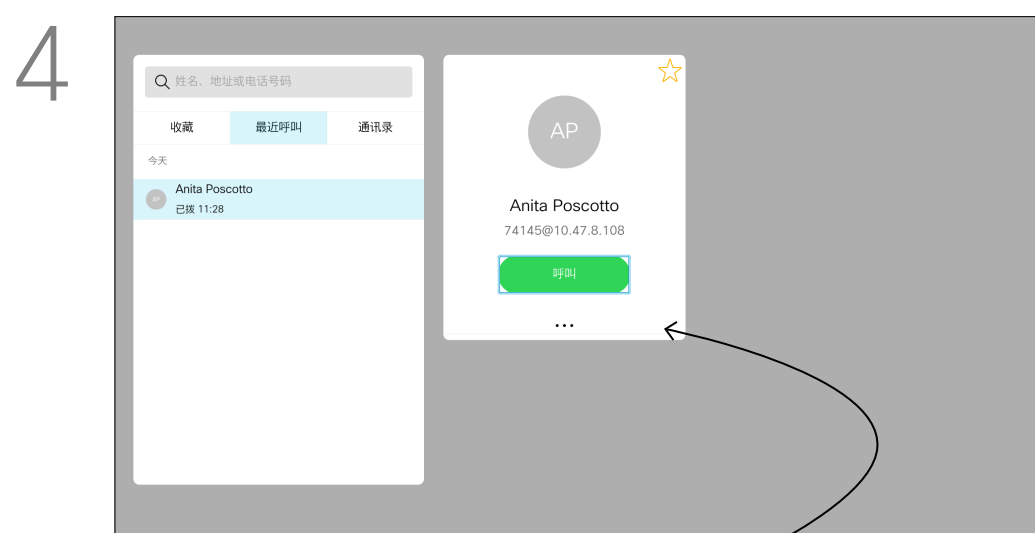 4
姓名、地址或电话号码
收藏 最近呼叫 通讯录
今天
AP
Anita Poscotto
已拨 11:28
AP
Anita Poscotto
74145@10.47.8.108
呼叫